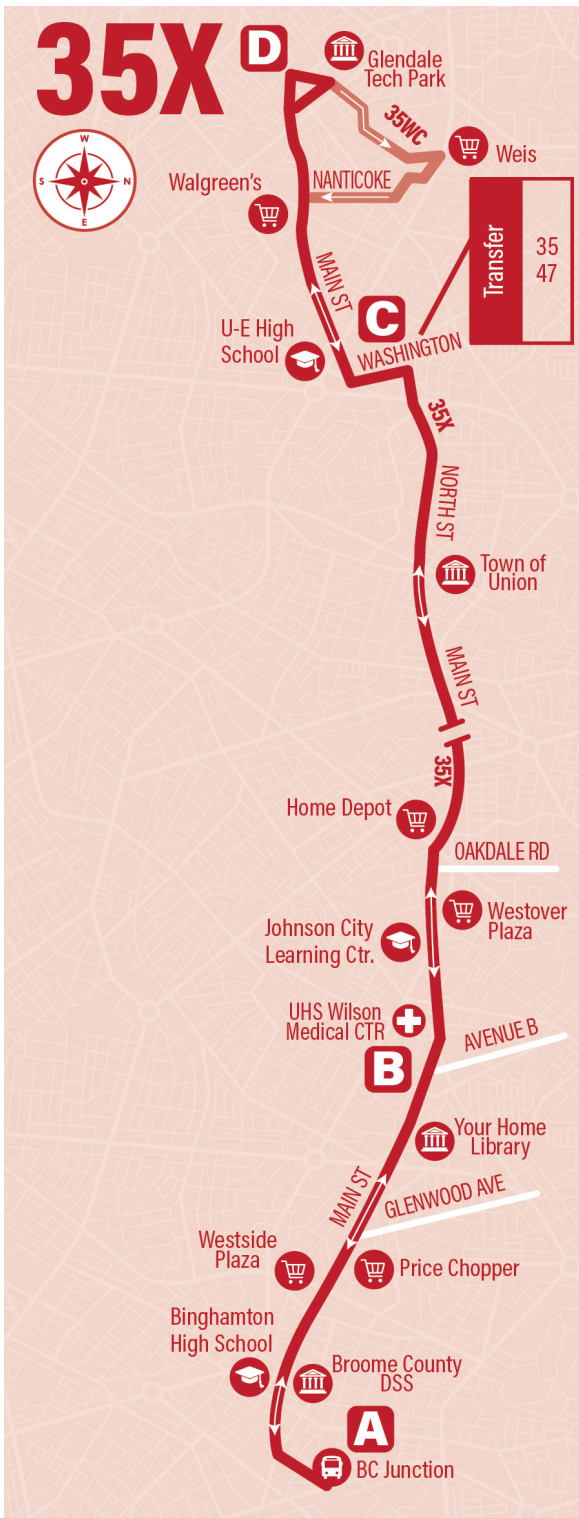 35X
D
Glendale
Tech Park
W
S
N
E
35WC
Weis
Walgreen's
NANTICOKE
Transfer
35
47
MAIN ST
C
U-E High
School
WASHINGTON
35X
NORTH ST
Town of
Union
MAIN ST
35X
Home Depot
OAKDALE RD
Westover
Plaza
Johnson City
Learning Ctr.
UHS Wilson
Medical CTR
AVENUE B
B
Your Home
Library
MAIN ST
GLENWOOD AVE
Westside
Plaza
Price Chopper
Binghamton
High School
Broome County
DSS
A
BC Junction